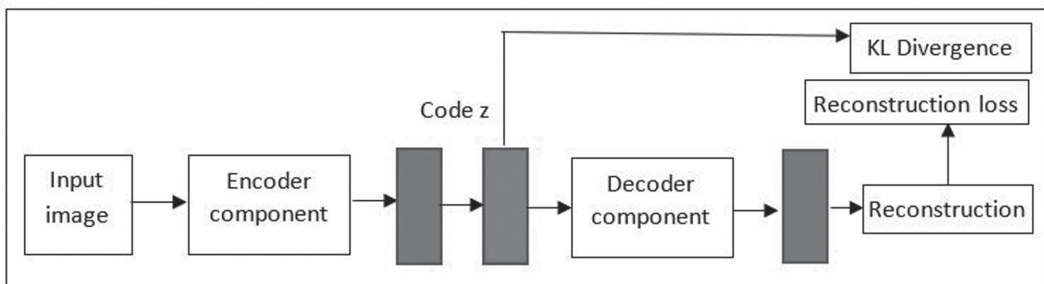 KL Divergence
Reconstruction loss
Code z
Input
image
Encoder
component
Decoder
component
Reconstruction